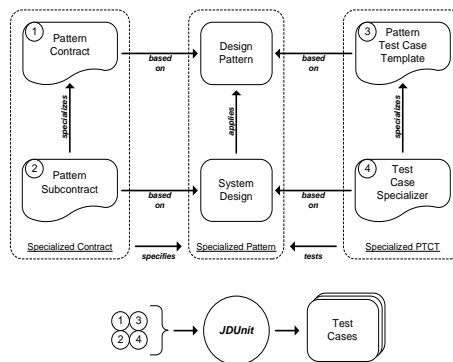 1
Pattern
Contract
based
on
Design
Pattern
based
on
3
Pattern
Test Case
Template
specializes
applies
specializes
2
Pattern
Subcontract
based
on
System
Design
based
on
4
Test
Case
Specializer
Specialized Contract
specifies
Specialized Pattern
tests
Specialized PTCT
1 3
2 4
JDUnit
Test
Cases